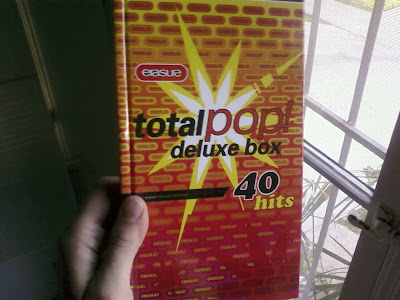 erasure
total pop!
deluxe box
40
hits